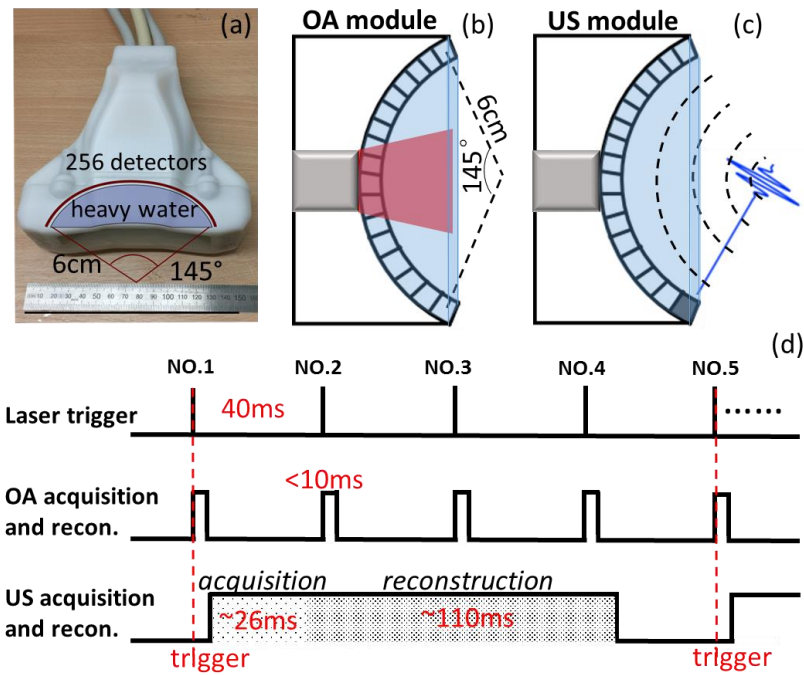 (a)
256 detectors
heavy water
6cm
145°
OA module
(b)
6cm
145°
US module
(c)
(d)
NO.1 NO.2 NO.3 NO.4 NO.5
Laser trigger
40ms
......
OA acquisition
and recon.
<10ms
US acquisition
and recon.
acquisition reconstruction
~26ms ~110ms
trigger trigger